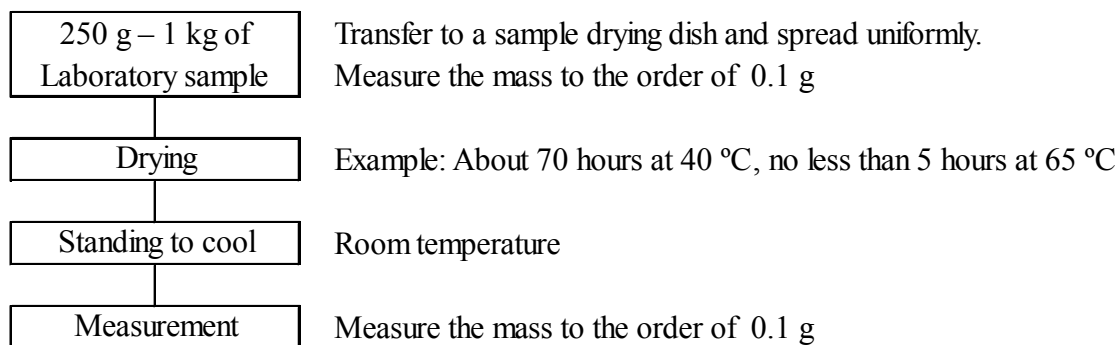 250 g – 1 kg of
Laboratory sample
Transfer to a sample drying dish and spread uniformly.
Measure the mass to the order of 0.1 g
Drying
Example: About 70 hours at 40 ºC, no less than 5 hours at 65 ºC
Standing to cool
Room temperature
Measurement
Measure the mass to the order of 0.1 g